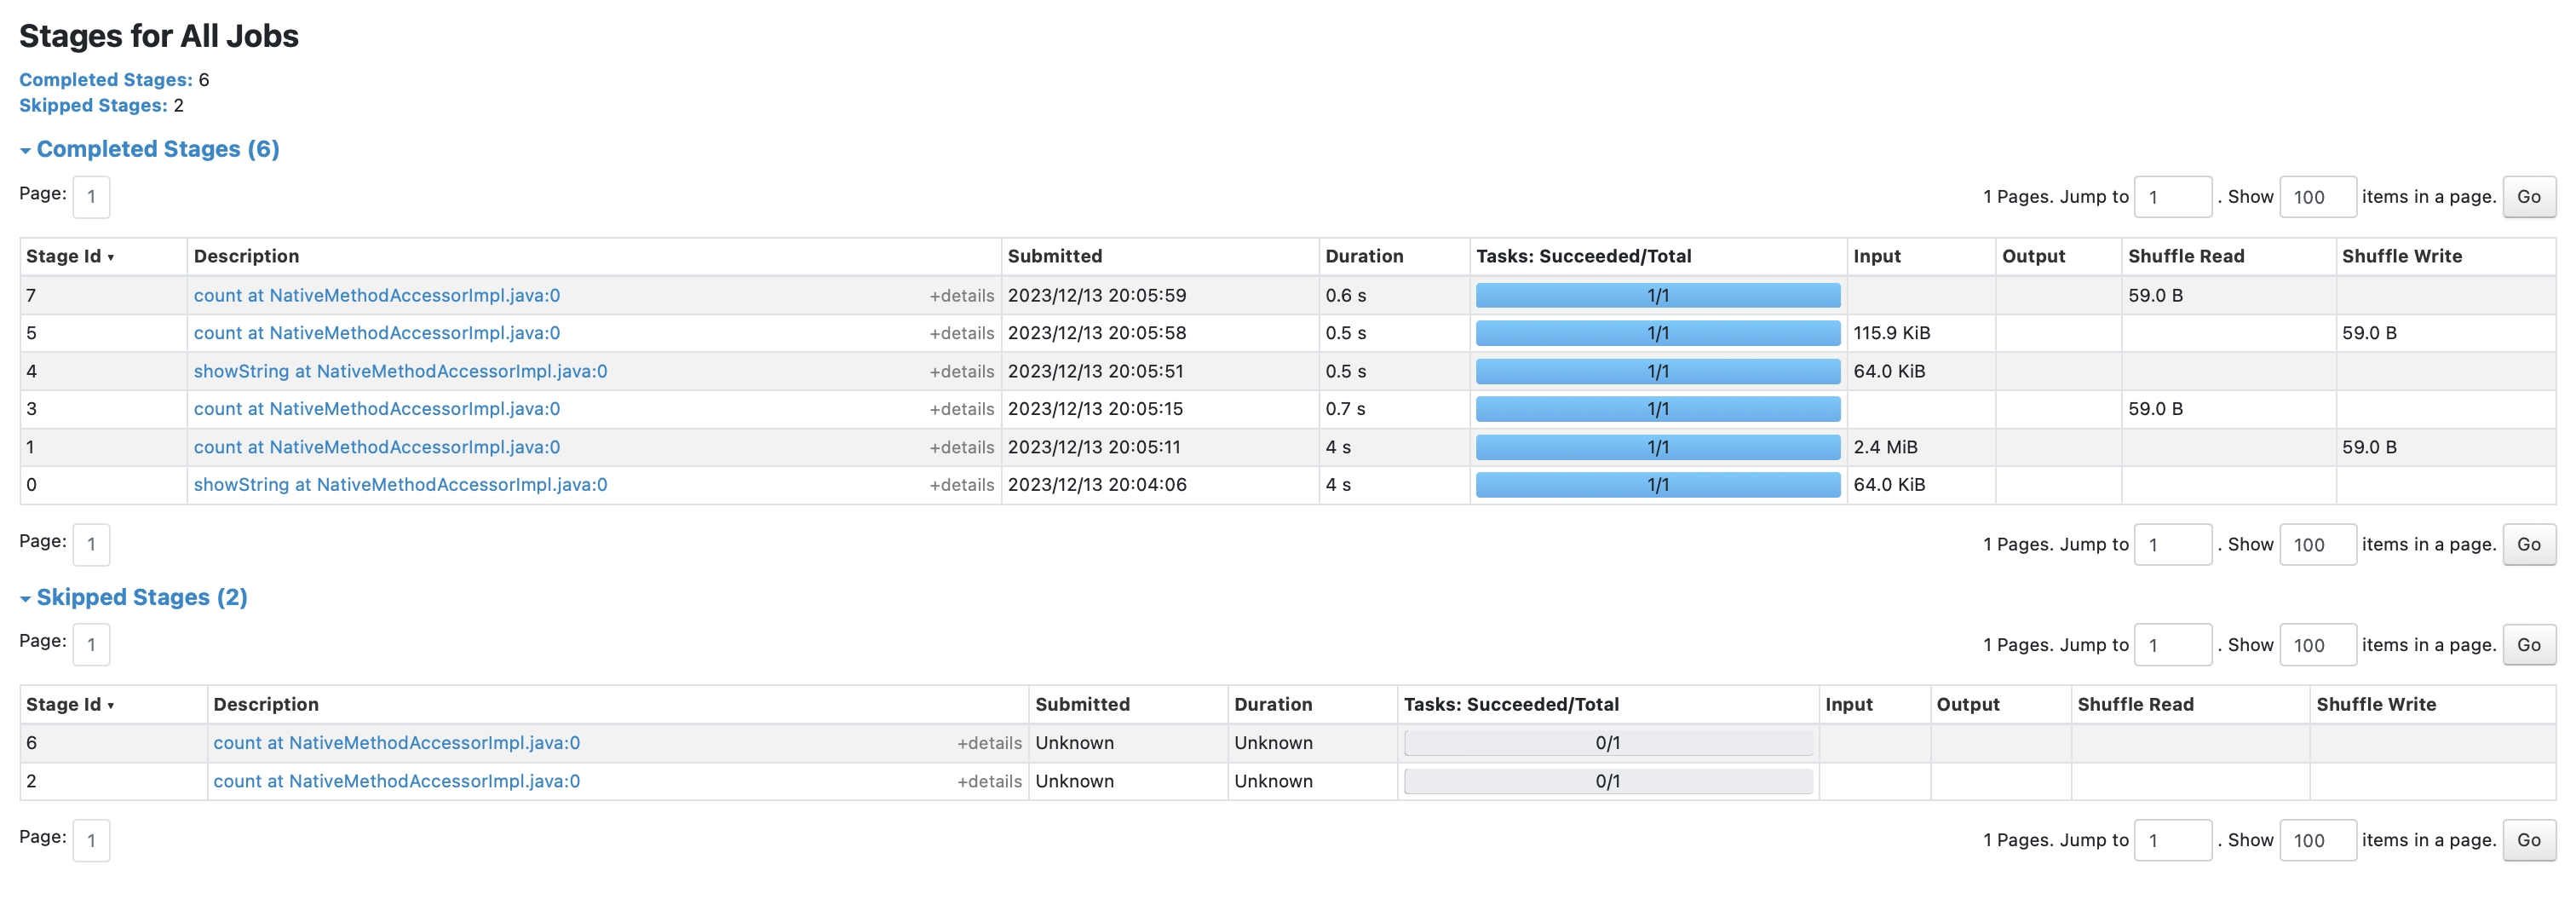 Stages for All Jobs
Completed Stages: 6
Skipped Stages: 2
Completed Stages (6)
Page: 1 1 Pages. Jump to 1 . Show 100 items in a page. Go
Stage Id ▾ Description Submitted Duration Tasks: Succeeded/Total Input Output Shuffle Read Shuffle Write
7 count at NativeMethodAccessorImpl.java:0 +details 2023/12/13 20:05:59 0.6 s 1/1 59.0 B
5 count at NativeMethodAccessorImpl.java:0 +details 2023/12/13 20:05:58 0.5 s 1/1 115.9 KiB 59.0 B
4 showString at NativeMethodAccessorImpl.java:0 +details 2023/12/13 20:05:51 0.5 s 1/1 64.0 KiB
3 count at NativeMethodAccessorImpl.java:0 +details 2023/12/13 20:05:15 0.7 s 1/1 59.0 B
1 count at NativeMethodAccessorImpl.java:0 +details 2023/12/13 20:05:11 4 s 1/1 2.4 MiB 59.0 B
0 showString at NativeMethodAccessorImpl.java:0 +details 2023/12/13 20:04:06 4 s 1/1 64.0 KiB
Page: 1 1 Pages. Jump to 1 . Show 100 items in a page. Go
Skipped Stages (2)
Page: 1 1 Pages. Jump to 1 . Show 100 items in a page. Go
Stage Id ▾ Description Submitted Duration Tasks: Succeeded/Total Input Output Shuffle Read Shuffle Write
6 count at NativeMethodAccessorImpl.java:0 +details Unknown Unknown 0/1
2 count at NativeMethodAccessorImpl.java:0 +details Unknown Unknown 0/1
Page: 1 1 Pages. Jump to 1 . Show 100 items in a page. Go